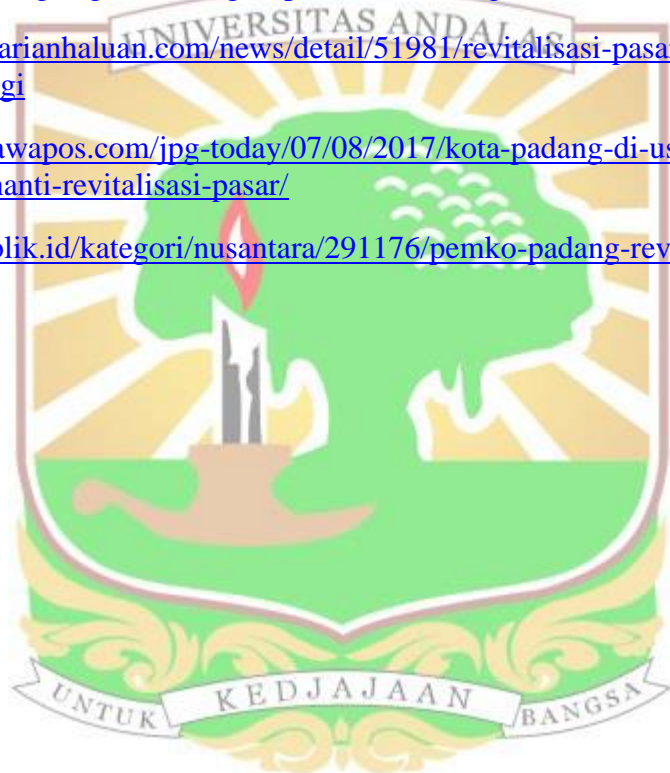 UNIVERSITAS ANDALAS
arianhaluan.com/news/detail/51981/revitalisasi-pasar
gi
awapos.com/jpg-today/07/08/2017/kota-padang-di-us
nanti-revitalisasi-pasar/
olik.id/kategori/nusantara/291176/pemko-padang-rev
UNTUK KEDJAJAAN BANGSA